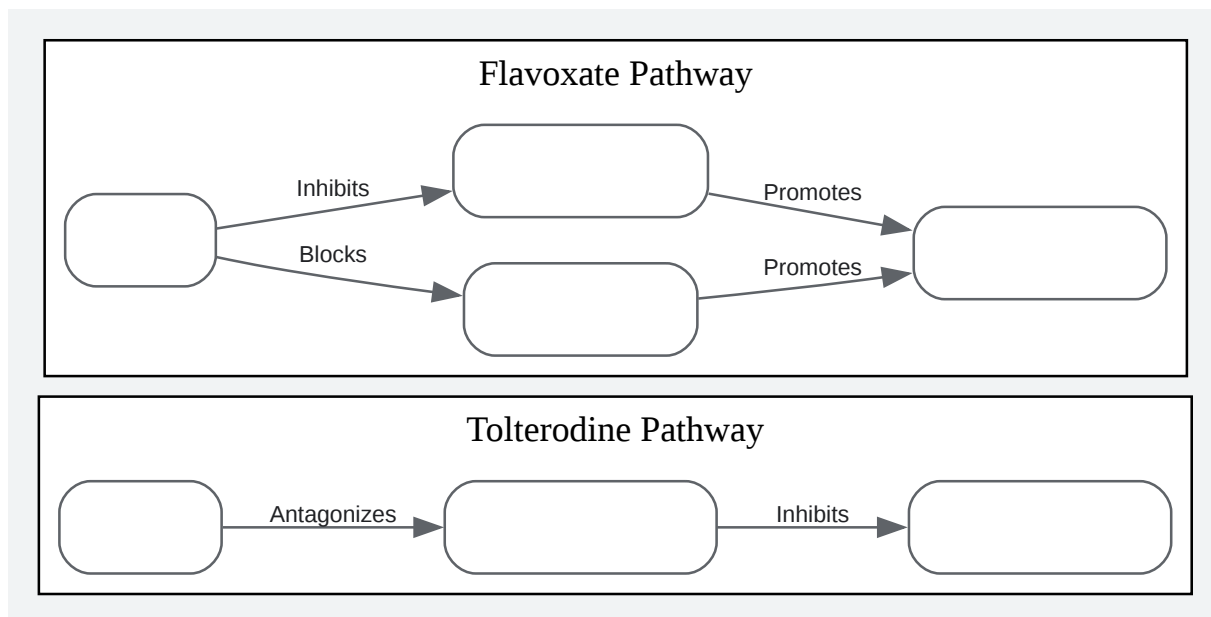 Flavoxate Pathway
Inhibits
Promotes
Blocks
Promotes
Tolterodine Pathway
Antagonizes
Inhibits